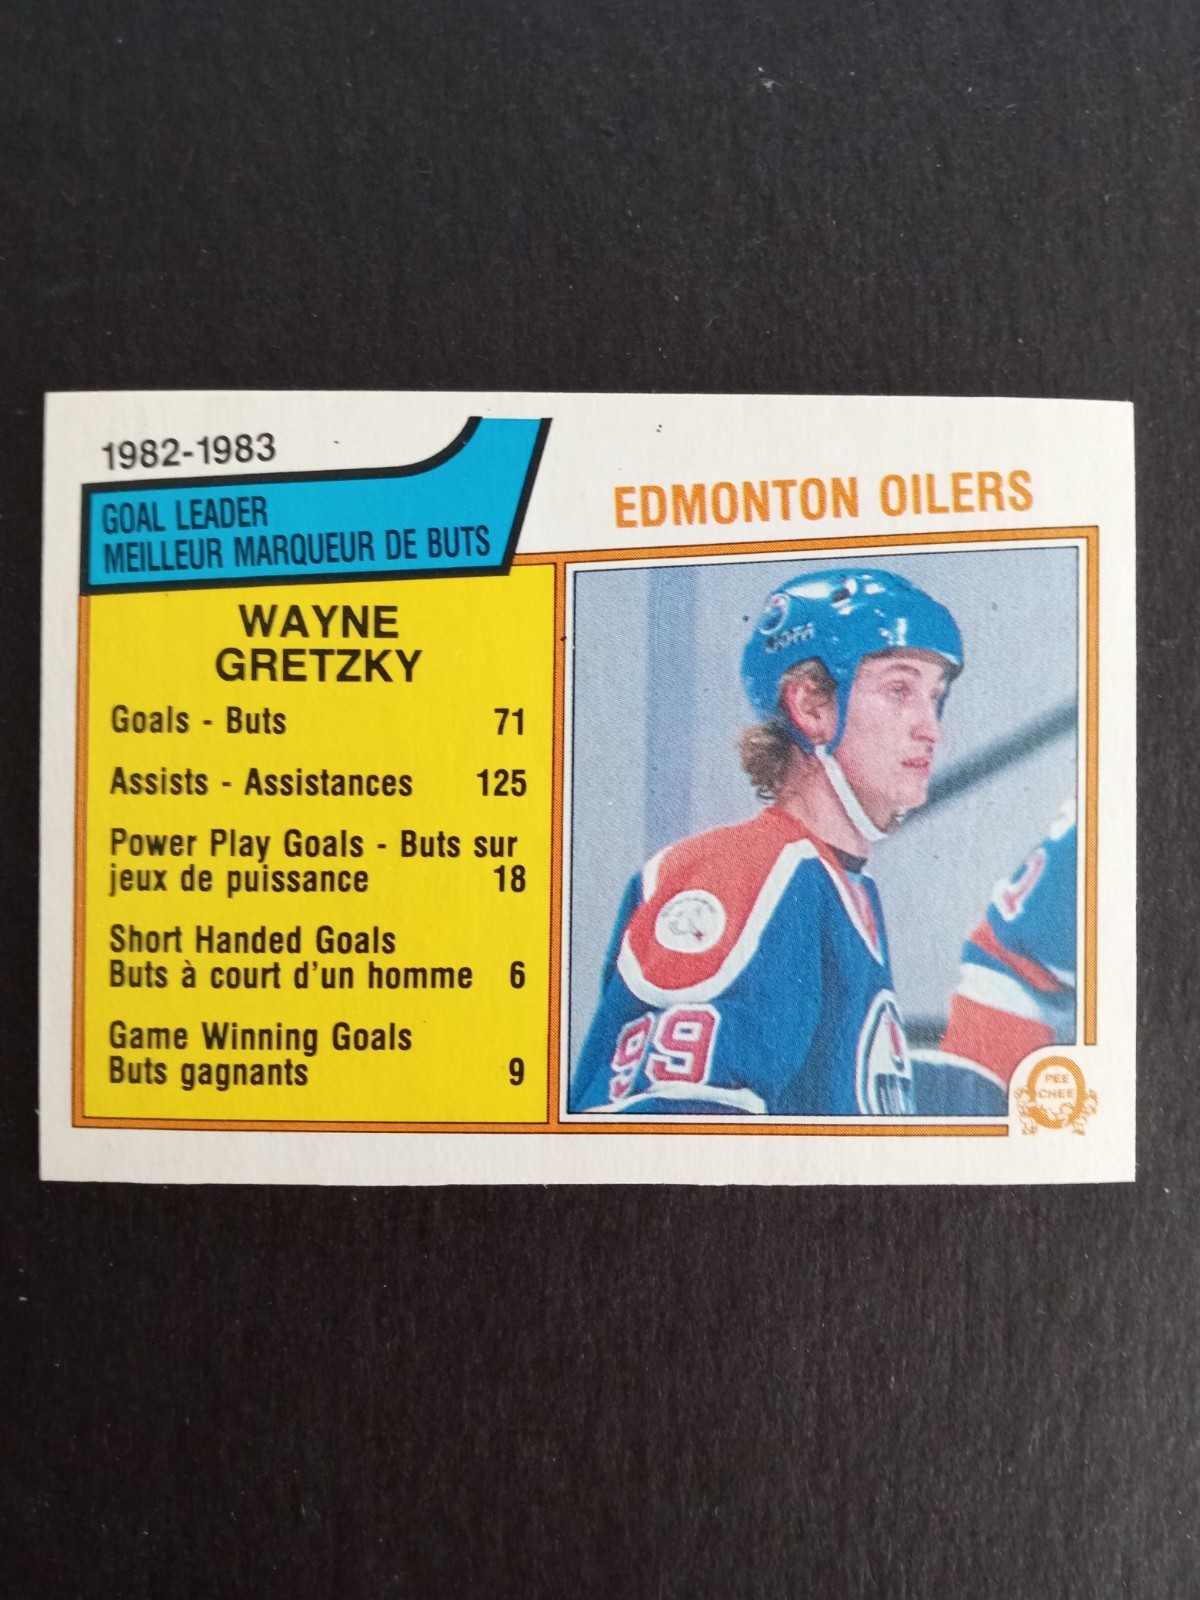 1982-1983
GOAL LEADER
MEILLEUR MARQUEUR DE BUTS
EDMONTON OILERS
WAYNE
GRETZKY
Goals - Buts 71
Assists - Assistances 125
Power Play Goals - Buts sur
jeux de puissance 18
Short Handed Goals
Buts à court d'un homme 6
Game Winning Goals
Buts gagnants 9
99
O
PEE
CHEE